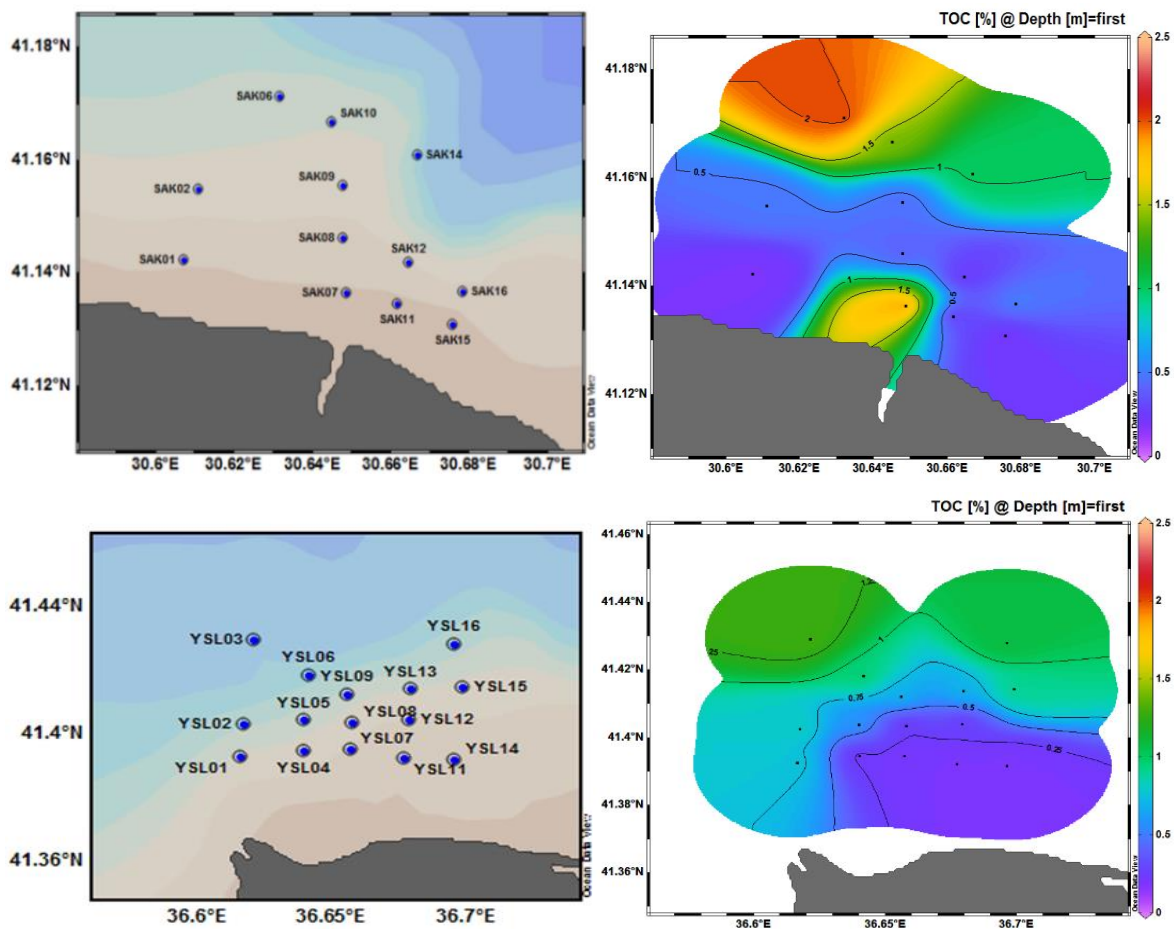 41.18°N
41.16°N
41.14°N
41.12°N
30.6°E 30.62°E 30.64°E 30.66°E 30.68°E 30.7°E
SAK06
SAK10
SAK14
SAK02
SAK09
SAK08
SAK12
SAK01
SAK07
SAK16
SAK11
SAK15
Ocean Data View
TOC [%] @ Depth [m]=first
41.18°N
41.16°N
41.14°N
41.12°N
30.6°E 30.62°E 30.64°E 30.66°E 30.68°E 30.7°E
2
1.5
1
0.5
1
1.5
0.5
Ocean Data View
2.5
2
1.5
1
0.5
0
41.44°N
41.4°N
41.36°N
36.6°E 36.65°E 36.7°E
YSL03
YSL16
YSL06
YSL09
YSL13
YSL15
YSL05
YSL02
YSL08
YSL12
YSL07
YSL01
YSL04
YSL11
YSL14
Ocean Data View
TOC [%] @ Depth [m]=first
41.46°N
41.44°N
41.42°N
41.4°N
41.38°N
41.36°N
36.6°E 36.65°E 36.7°E
.25
1
0.75
0.5
0.25
Ocean Data View
2.5
2
1.5
1
0.5
0